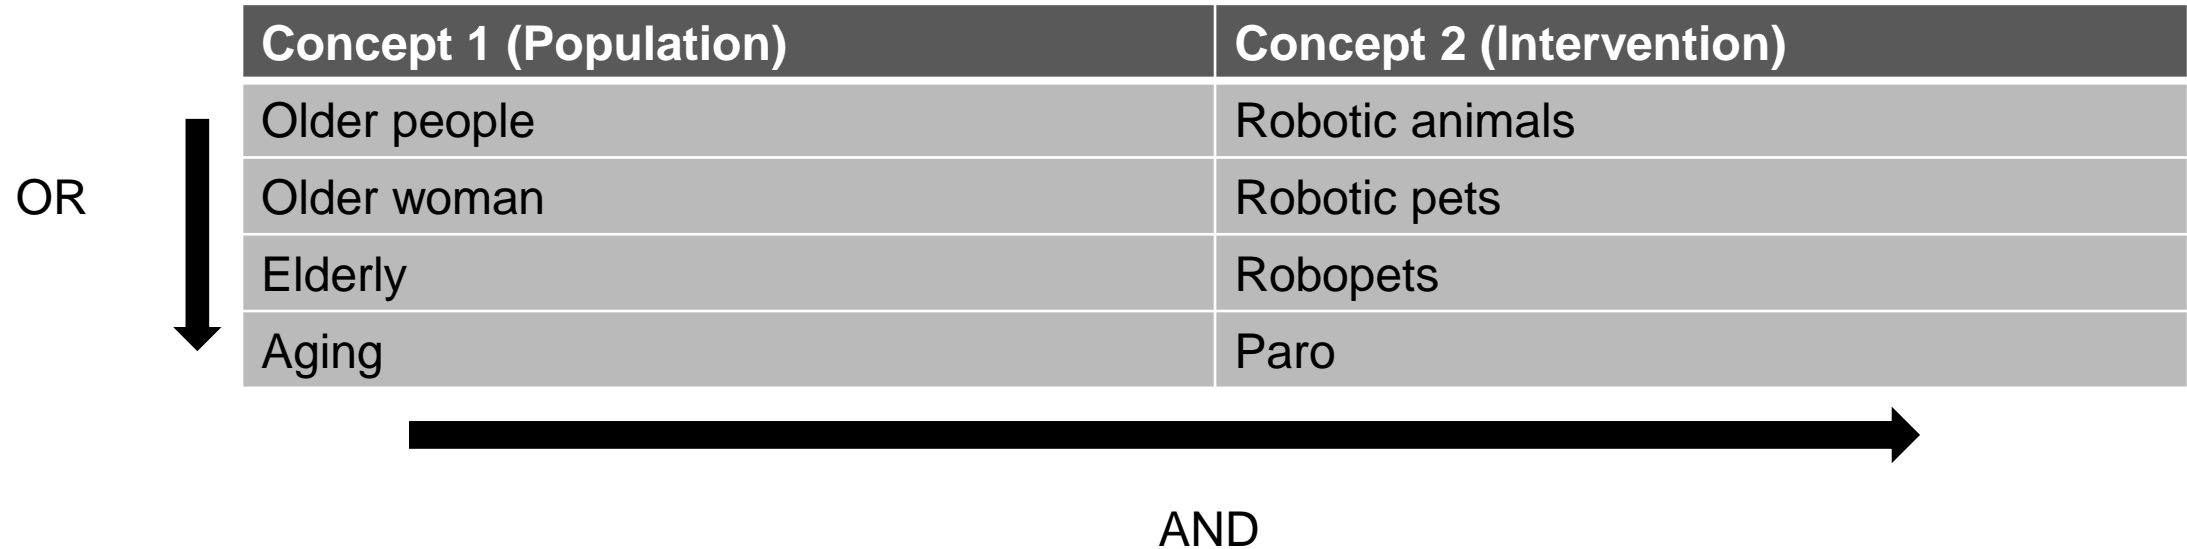 Concept 1 (Population) Concept 2 (Intervention)
Older people Robotic animals
OR Older woman Robotic pets
Elderly Robopets
Aging Paro
AND